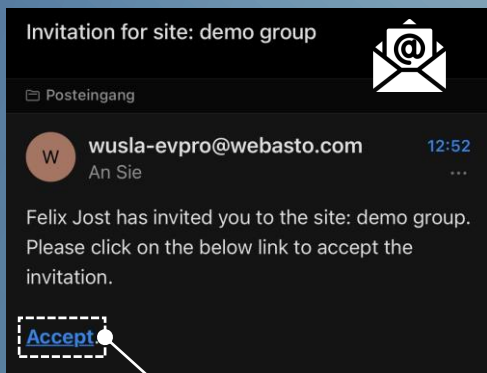 Invitation for site: demo group
@
Posteingang
W
wusla-evpro@webasto.com
12:52
An Sie
Felix Jost has invited you to the site: demo group.
Please click on the below link to accept the
invitation.
Accept.